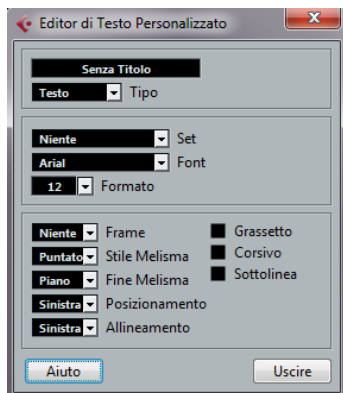 Editor di Testo Personalizzato
Senza Titolo
Testo Tipo
Niente Set
Arial Font
12 Formato
Niente Frame Grassetto
Puntato Stile Melisma Corsivo
Piano Fine Melisma Sottolinea
Sinistra Posizionamento
Sinistra Allineamento
Aiuto Uscire